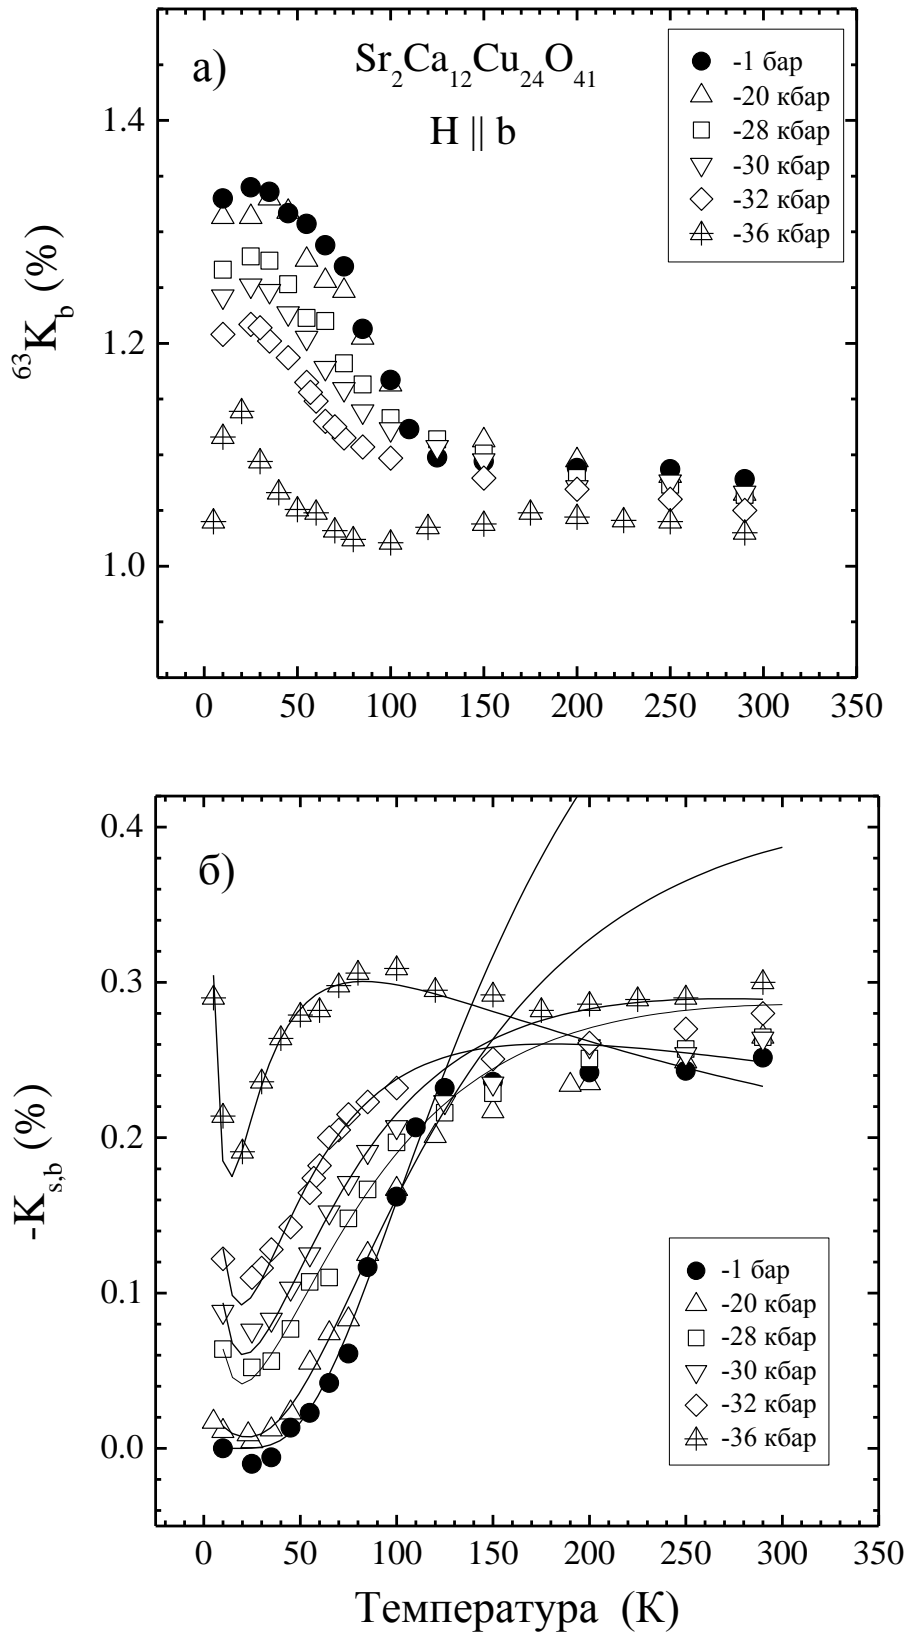 а)
Sr2Ca12Cu24O41
H || b
-1 бар
-20 кбар
-28 кбар
-30 кбар
-32 кбар
-36 кбар
63Kb (%)
1.4
1.2
1.0
0 50 100 150 200 250 300 350
б)
-Ks,b (%)
0.4
0.3
0.2
0.1
0.0
-1 бар
-20 кбар
-28 кбар
-30 кбар
-32 кбар
-36 кбар
0 50 100 150 200 250 300 350
Температура (К)